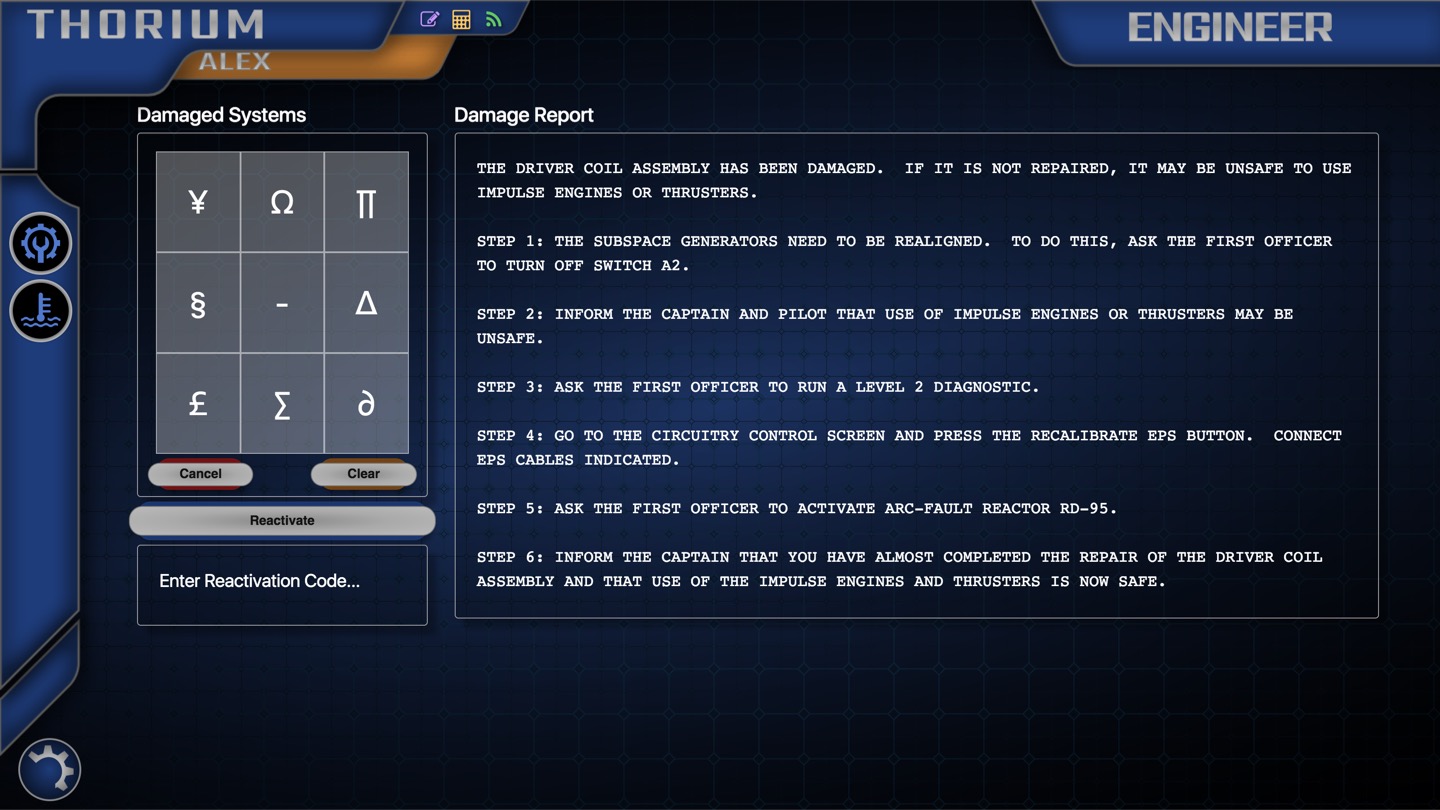 THORIUM
ALEX
ENGINEER
Damaged Systems
¥ Ω ∏
§ - ∆
£ ∑ ∂
Cancel Clear
Reactivate
Enter Reactivation Code...
Damage Report
THE DRIVER COIL ASSEMBLY HAS BEEN DAMAGED.  IF IT IS NOT REPAIRED, IT MAY BE UNSAFE TO USE
IMPULSE ENGINES OR THRUSTERS.
STEP 1: THE SUBSPACE GENERATORS NEED TO BE REALIGNED.  TO DO THIS, ASK THE FIRST OFFICER
TO TURN OFF SWITCH A2.
STEP 2: INFORM THE CAPTAIN AND PILOT THAT USE OF IMPULSE ENGINES OR THRUSTERS MAY BE
UNSAFE.
STEP 3: ASK THE FIRST OFFICER TO RUN A LEVEL 2 DIAGNOSTIC.
STEP 4: GO TO THE CIRCUITRY CONTROL SCREEN AND PRESS THE RECALIBRATE EPS BUTTON.  CONNECT
EPS CABLES INDICATED.
STEP 5: ASK THE FIRST OFFICER TO ACTIVATE ARC-FAULT REACTOR RD-95.
STEP 6: INFORM THE CAPTAIN THAT YOU HAVE ALMOST COMPLETED THE REPAIR OF THE DRIVER COIL
ASSEMBLY AND THAT USE OF THE IMPULSE ENGINES AND THRUSTERS IS NOW SAFE.